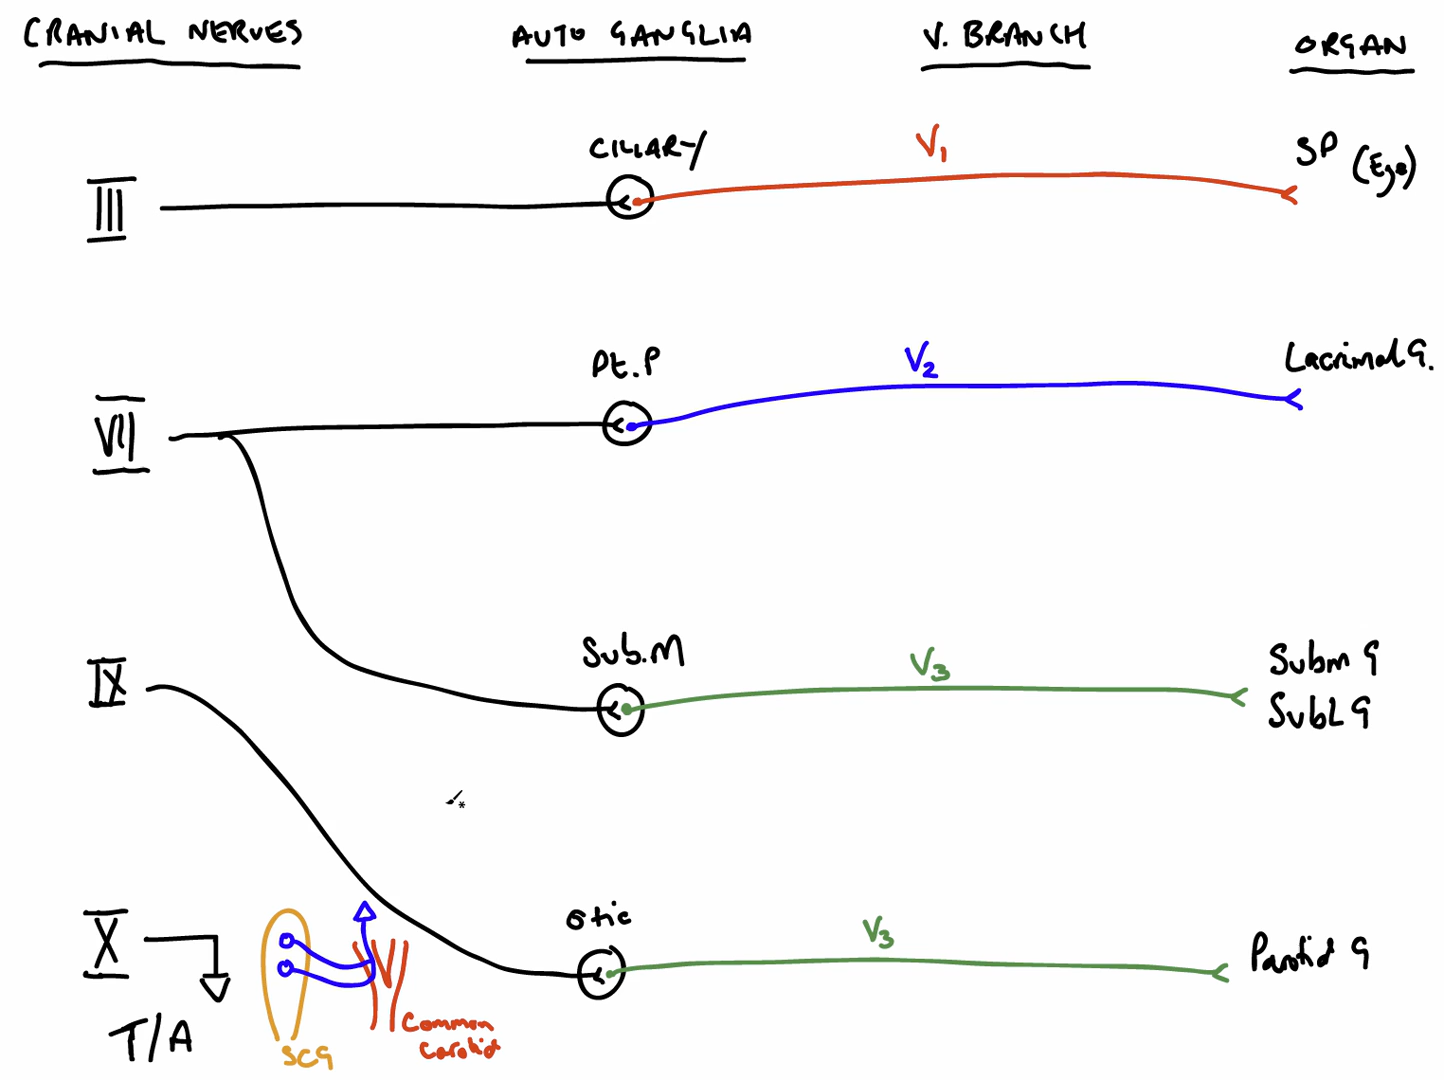 CRANIAL NERVES
AUTO GANGLIA
V. BRANCH
ORGAN
III
CILIARY
V1
SP (Eye)
VII
Pt.P
V2
Lacrimal G.
IX
Sub.M
V3
Subm G
SubL G
X
Otic
V3
Parotid G
T/A
SCG
Common
Carotid